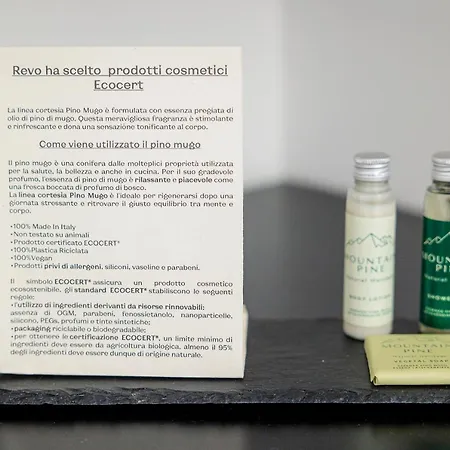 Revo ha scelto prodotti cosmetici
Ecocert
La linea cortesia Pino Mugo è formulata con essenza pregiata di
olio di pino di mugo. Questa meravigliosa fragranza è stimolante
e rinfrescante e dona una sensazione tonificante al corpo.
Come viene utilizzato il pino mugo
Il pino mugo è una conifera dalle molteplici proprietà utilizzata
per la salute, la bellezza e anche in cucina. Per il suo gradevole
profumo, l'essenza di pino di mugo è rilassante e piacevole come
una fresca boccata di profumo di bosco.
La linea cortesia Pino Mugo è l'ideale per rigenerarsi dopo una
giornata stressante e ritrovare il giusto equilibrio tra mente e
corpo.
•100% Made In Italy
•Non testato su animali
•Prodotto certificato ECOCERT®
•100%Plastica Riciclata
•100%Vegan
•Prodotti privi di allergeni, siliconi, vaseline e parabeni.
Il simbolo ECOCERT® assicura un prodotto cosmetico
ecosostenibile, gli standard ECOCERT® stabiliscono le seguenti
regole:
•l'utilizzo di ingredienti derivanti da risorse rinnovabili:
assenza di OGM, parabeni, fenossietanolo, nanoparticelle,
silicone, PEGs, profumi e tinte sintetiche;
•packaging riciclabile o biodegradabile;
•per ottenere la certificazione ECOCERT®, un limite minimo di
ingredienti deve essere da agricoltura biologica. almeno il 95%
degli ingredienti deve essere dunque di origine naturale.
MOUNTAIN
PINE
BODY LOTION
MOUNTAIN
PINE
SHOWER
MOUNTAIN
PINE
VEGETAL SOAP